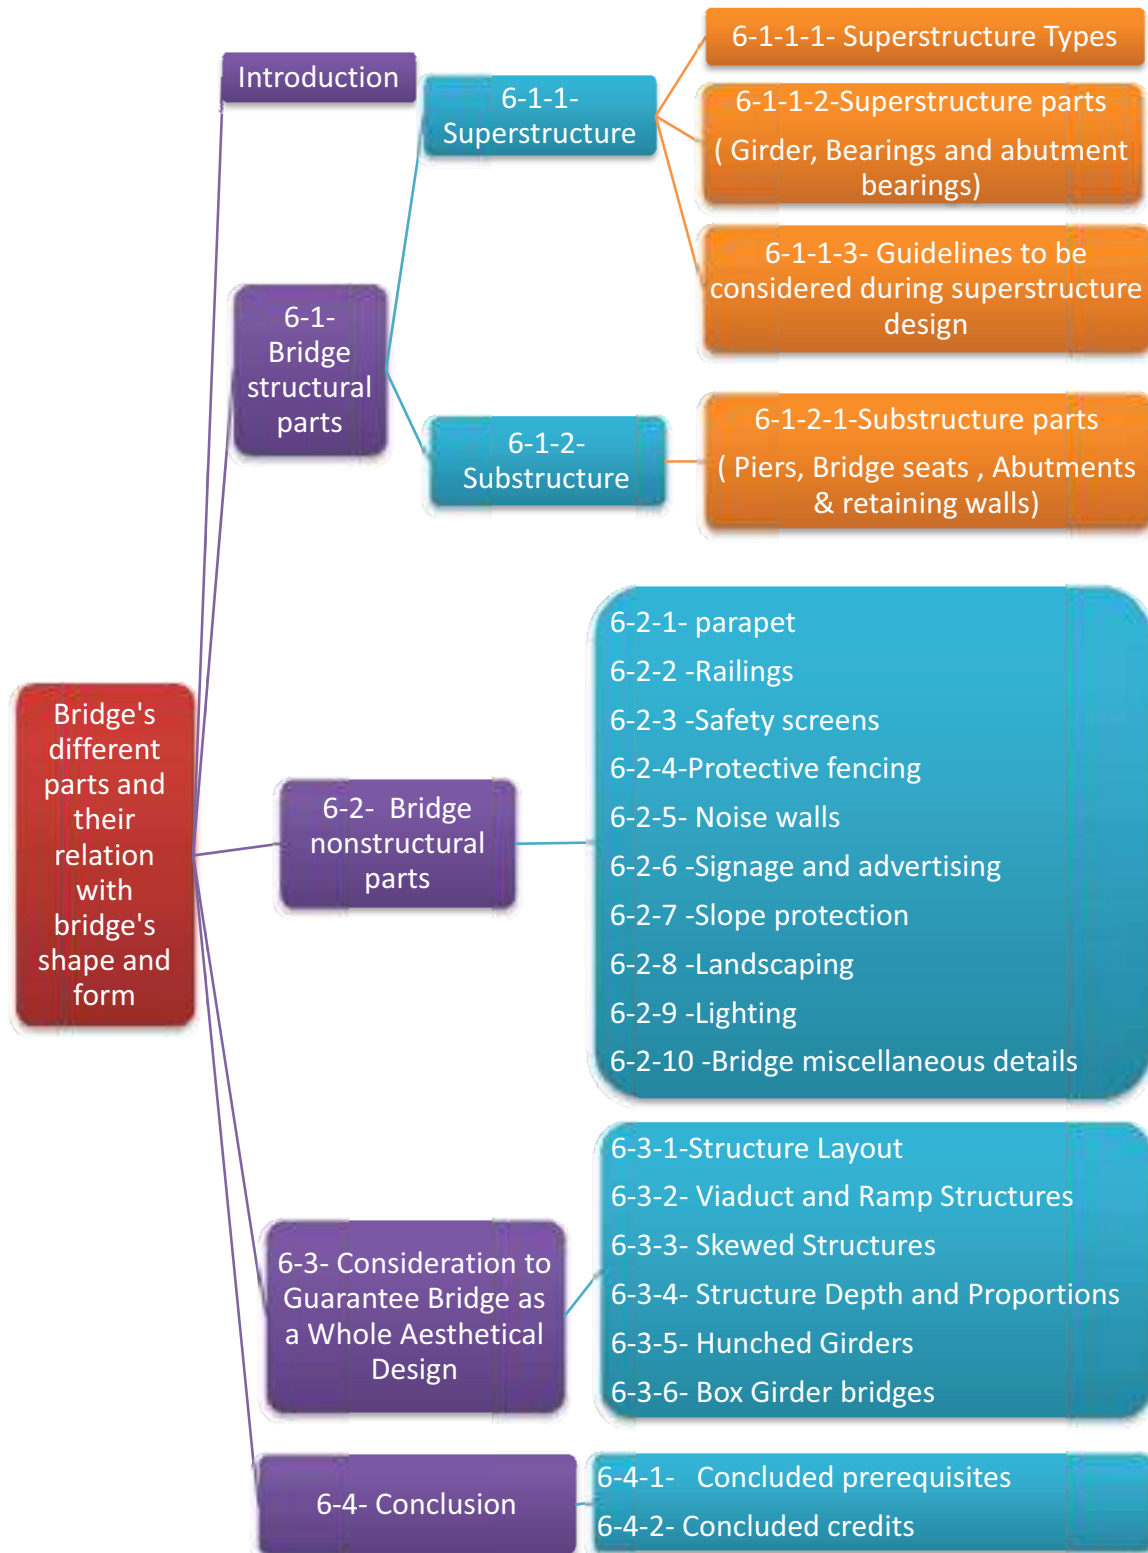 Bridge's
different
parts and
their
relation
with
bridge's
shape and
form
Introduction
6-1-
Bridge
structural
parts
6-1-1-
Superstructure
6-1-1-1- Superstructure Types
6-1-1-2-Superstructure parts
( Girder, Bearings and abutment
bearings)
6-1-1-3- Guidelines to be
considered during superstructure
design
6-1-2-
Substructure
6-1-2-1-Substructure parts
( Piers, Bridge seats , Abutments
& retaining walls)
6-2- Bridge
nonstructural
parts
6-2-1- parapet
6-2-2 -Railings
6-2-3 -Safety screens
6-2-4-Protective fencing
6-2-5- Noise walls
6-2-6 -Signage and advertising
6-2-7 -Slope protection
6-2-8 -Landscaping
6-2-9 -Lighting
6-2-10 -Bridge miscellaneous details
6-3- Consideration to
Guarantee Bridge as
a Whole Aesthetical
Design
6-3-1-Structure Layout
6-3-2- Viaduct and Ramp Structures
6-3-3- Skewed Structures
6-3-4- Structure Depth and Proportions
6-3-5- Hunched Girders
6-3-6- Box Girder bridges
6-4- Conclusion
6-4-1- Concluded prerequisites
6-4-2- Concluded credits